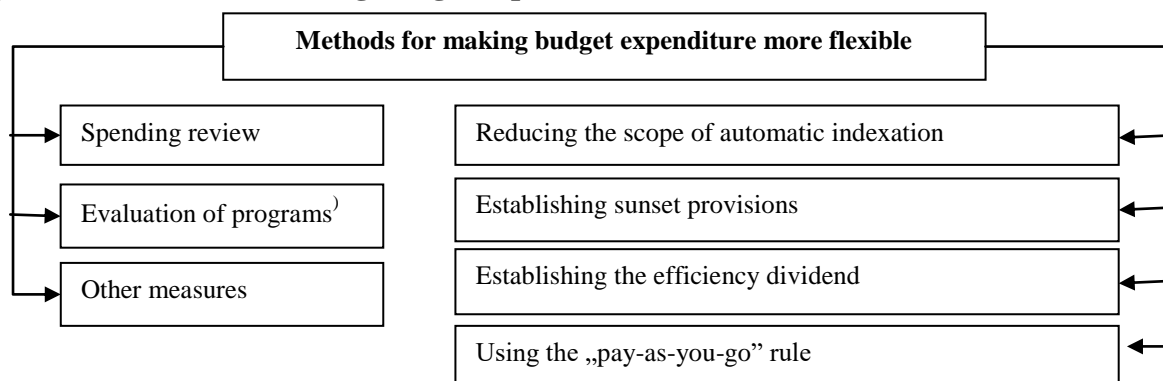 Methods for making budget expenditure more flexible
Spending review
Evaluation of programs⁾
Other measures
Reducing the scope of automatic indexation
Establishing sunset provisions
Establishing the efficiency dividend
Using the „pay-as-you-go” rule